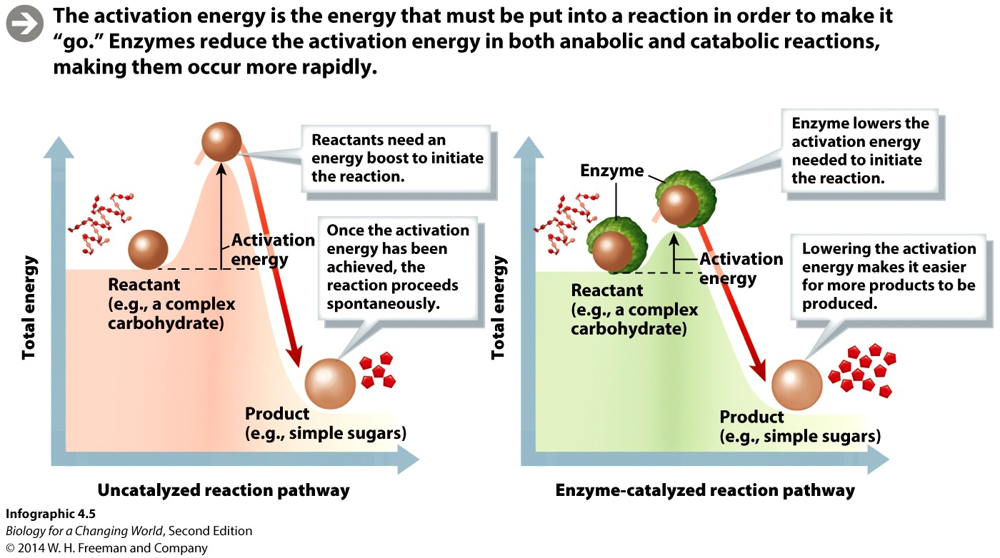 The activation energy is the energy that must be put into a reaction in order to make it
“go.” Enzymes reduce the activation energy in both anabolic and catabolic reactions,
making them occur more rapidly.
Total energy
Reactants need an
energy boost to initiate
the reaction.
Activation
energy
Once the activation
energy has been
achieved, the
reaction proceeds
spontaneously.
Reactant
(e.g., a complex
carbohydrate)
Product
(e.g., simple sugars)
Uncatalyzed reaction pathway
Total energy
Enzyme
Enzyme lowers the
activation energy
needed to initiate
the reaction.
Activation
energy
Lowering the activation
energy makes it easier
for more products to be
produced.
Reactant
(e.g., a complex
carbohydrate)
Product
(e.g., simple sugars)
Enzyme-catalyzed reaction pathway
Infographic 4.5
Biology for a Changing World, Second Edition
© 2014 W. H. Freeman and Company